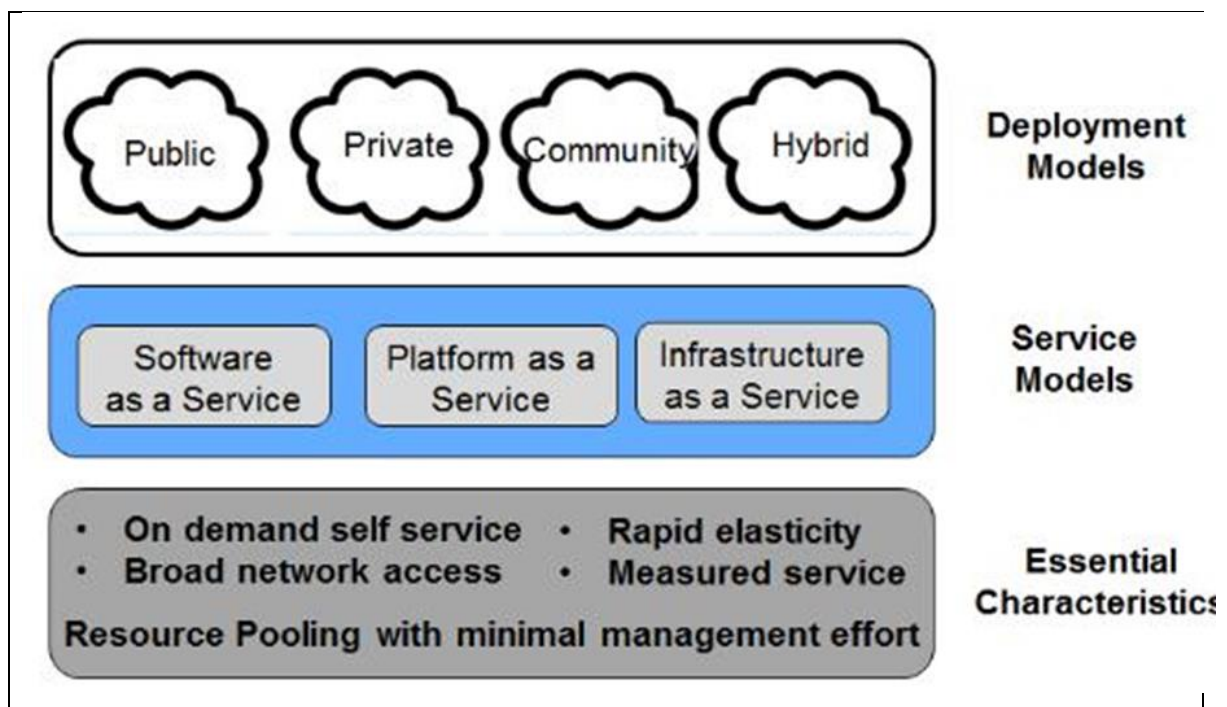 Public
Private
Community
Hybrid
Deployment
Models
Software
as a Service
Platform as a
Service
Infrastructure
as a Service
Service
Models
• On demand self service
• Broad network access
• Rapid elasticity
• Measured service
Resource Pooling with minimal management effort
Essential
Characteristics